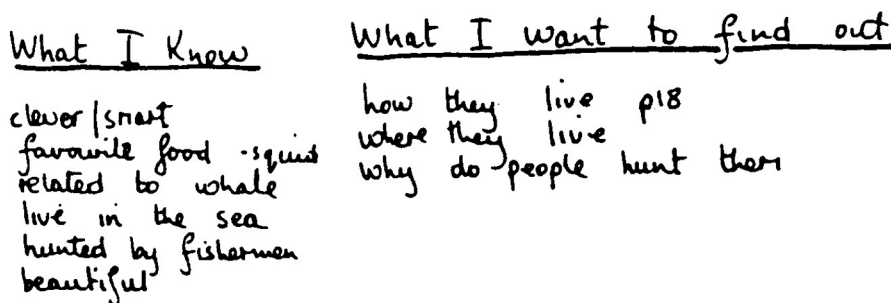 What I Know
clever/smart
favourite food - squid
related to whale
live in the sea
hunted by fishermen
beautiful
What I want to find out
how they live p18
where they live
why do people hunt them